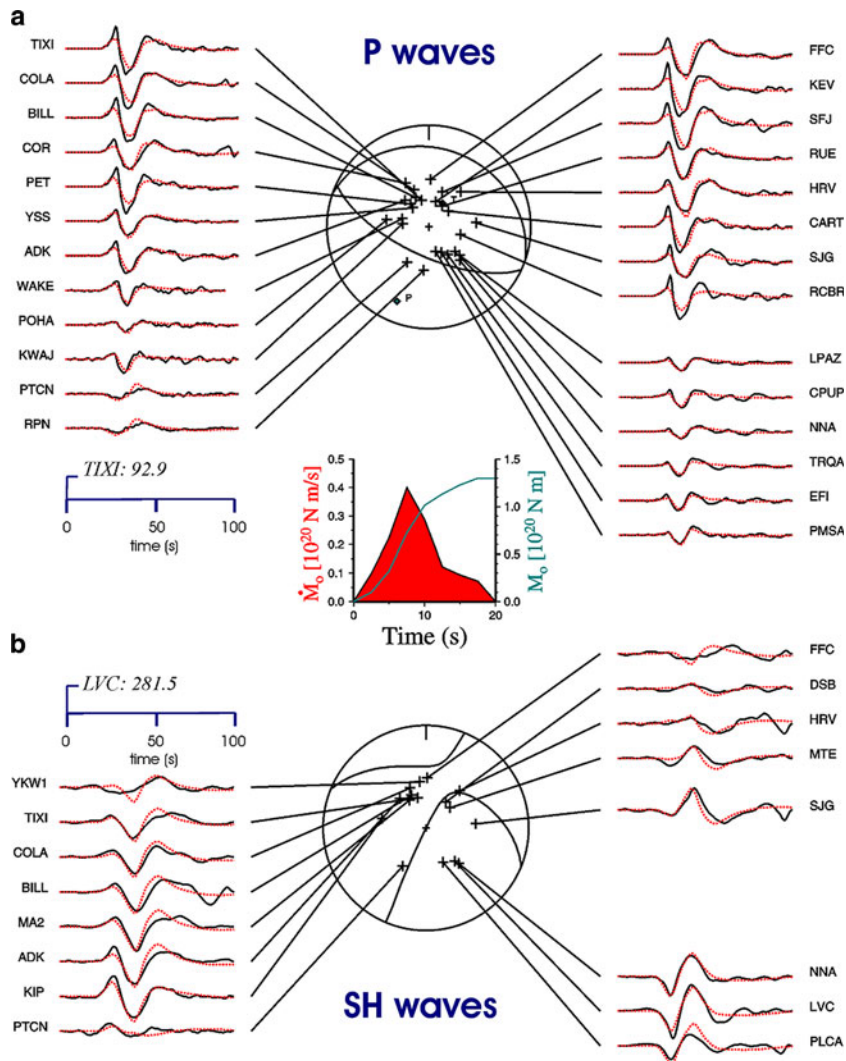 a
P waves
TIXI
COLA
BILL
COR
PET
YSS
ADK
WAKE
POHA
KWAJ
PTCN
RPN
FFC
KEV
SFJ
RUE
HRV
CART
SJG
RCBR
LPAZ
CPUP
NNA
TRQA
EFI
PMSA
T
P
TIXI: 92.9
0 50 100
time (s)
Ṁo [10^20 N m/s]
0.5
0.4
0.3
0.2
0.1
0.0
1.5
1.0
0.5
0.0
Mo [10^20 N m]
0 10 20
Time (s)
b
LVC: 281.5
0 50 100
time (s)
YKW1
TIXI
COLA
BILL
MA2
ADK
KIP
PTCN
FFC
DSB
HRV
MTE
SJG
NNA
LVC
PLCA
SH waves